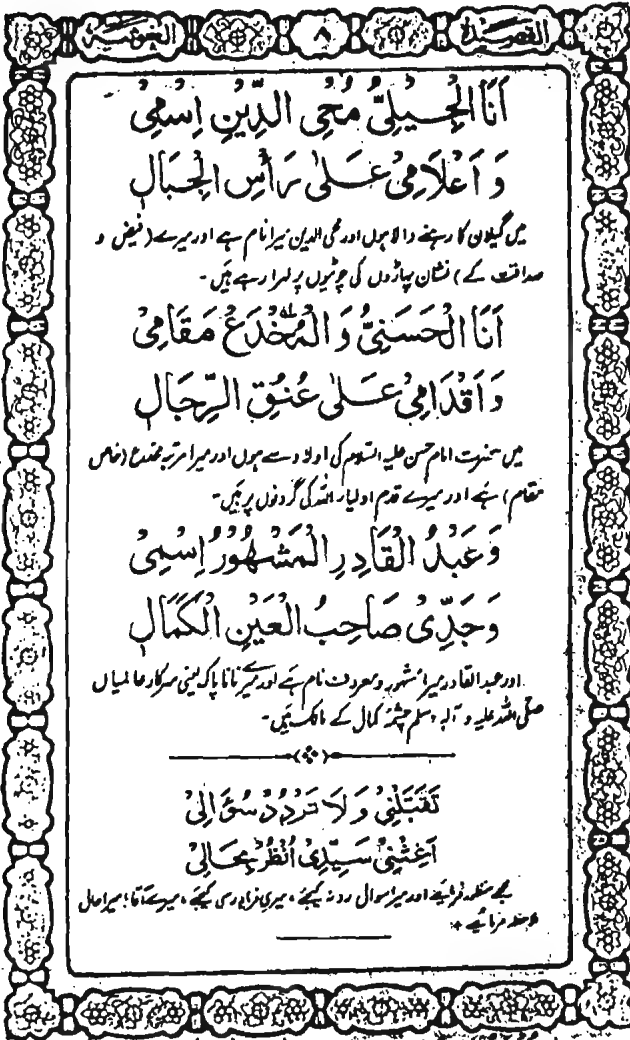 القصيدة ٨ الغوثية
اَنَا الْجِيْلِيُّ مُحْيِ الدِّيْنِ اِسْمِيْ
وَ اَعْلَامِيْ عَلٰى رَأْسِ الْجِبَالٖ
میں گیلان کا رہنے والا ہوں اور محی الدین میرا نام ہے اور میرے (فیض و
صداقت کے) نشان پہاڑوں کی چوٹیوں پر لہرا رہے ہیں ۔
اَنَا الْحَسَنِيُّ وَ الْمُخْدَعُ مَقَامِيْ
وَ اَقْدَامِيْ عَلٰى عُنُقِ الرِّجَالٖ
میں حضرت امام حسن علیہ السلام کی اولاد سے ہوں اور میرا مرتبہ مخدع (خاص
مقام) ہے اور میرے قدم اولیاء اللہ کی گردنوں پر ہیں ۔
وَ عَبْدُ الْقَادِرِ الْمَشْهُوْرُ اِسْمِيْ
وَ جَدِّيْ صَاحِبُ الْعَيْنِ الْكَمَالٖ
اور عبد القادر میرا مشہور و معروف نام ہے اور میرے نانا پاک یعنی سرکار عالمیاں
صلی اللہ علیہ و آلہ وسلم چشمۂ کمال کے مالک ہیں ۔
تَقَبَّلْنِيْ وَ لَا تَرْدُدْ سُؤَالِيْ
اَغِثْنِيْ سَيِّدِيْ اُنْظُرْ بِحَالِيْ
مجھے منظور فرمائیے اور میرا سوال رد نہ کیجئے ، میری فریاد رسی کیجئے ، میرے آقا! میرا حال
ملاحظہ فرمائیے